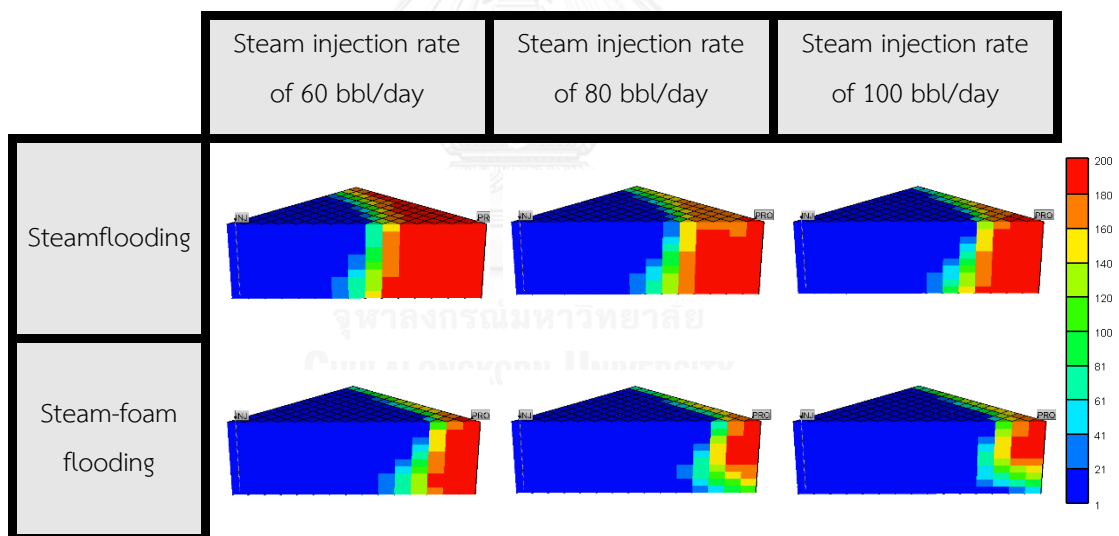 Steam injection rate
of 60 bbl/day
Steam injection rate
of 80 bbl/day
Steam injection rate
of 100 bbl/day
Steamflooding
INJ
PR
INJ
PRO
INJ
PRO
200
180
160
140
120
100
81
61
41
21
1
จุฬาลงกรณ์มหาวิทยาลัย
CHULALONGKORN UNIVERSITY
Steam-foam
flooding
INJ
PRO
INJ
PRO
INJ
PRO